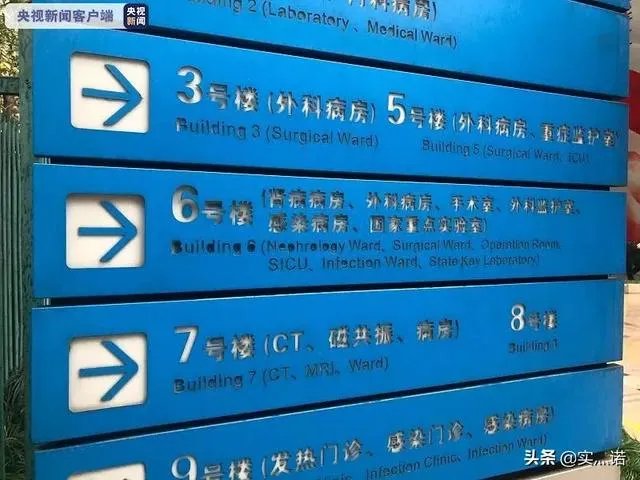 央视新闻客户端 央视新闻
病房)
Building 2 (Laboratory、Medical Ward)
3号楼 (外科病房) 5号楼 (外科病房、重症监护室)
Building 3 (Surgical Ward) Building 5 (Surgical Ward、ICU)
6号楼 (肾病病房、外科病房、手术室、外科监护室、
感染病房、国家重点实验室)
Building 6 (Nephrology Ward、Surgical Ward、Operation Room、
SICU、Infection Ward、State Key Laboratory)
7号楼 (CT、磁共振、病房) 8号楼
Building 7 (CT、MRI、Ward) Building
9号楼 (发热门诊、感染门诊、感染病房)
Infection Clinic、Infection Ward)
头条 @实灬诺